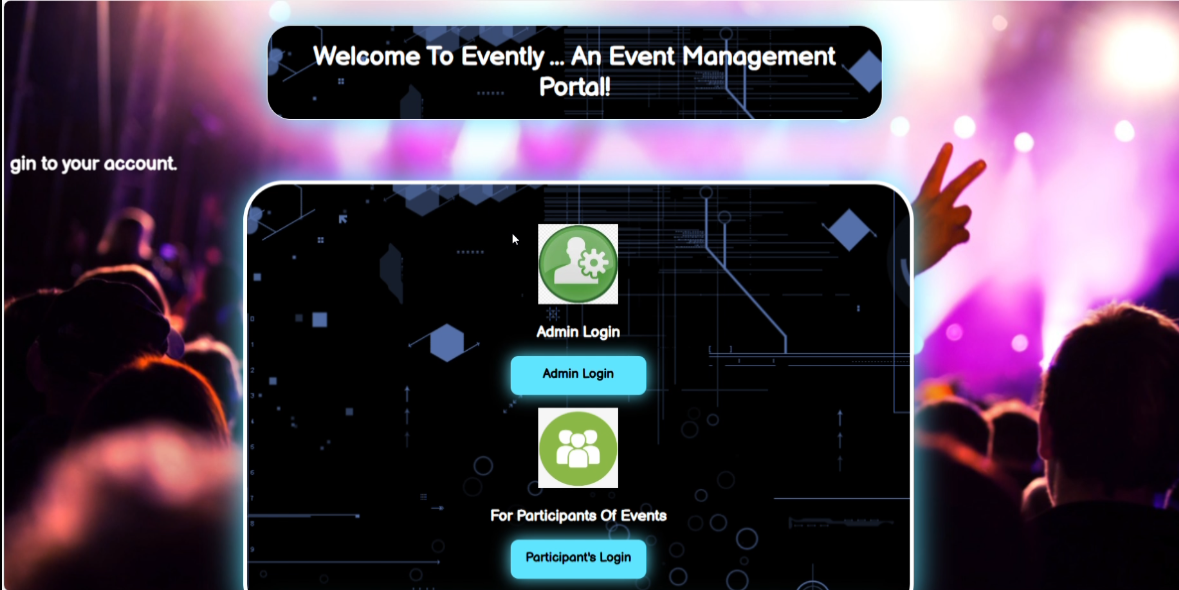 Welcome To Evently ... An Event Management
Portal!
gin to your account.
Admin Login
Admin Login
For Participants Of Events
Participant's Login